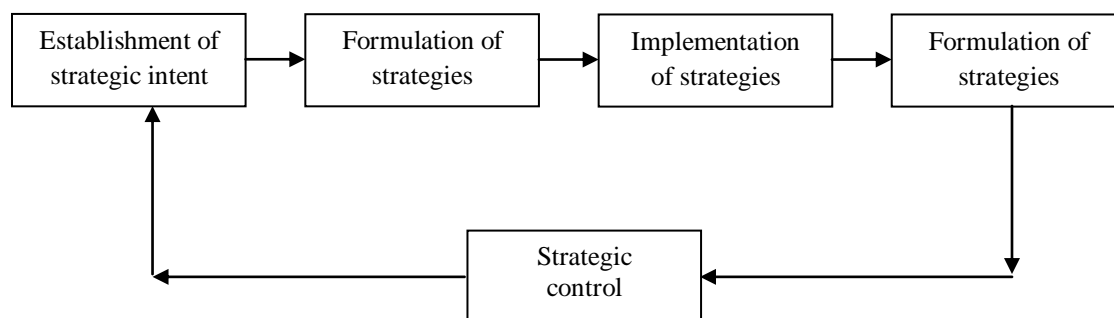 Establishment of
strategic intent
Formulation of
strategies
Implementation
of strategies
Formulation of
strategies
Strategic
control